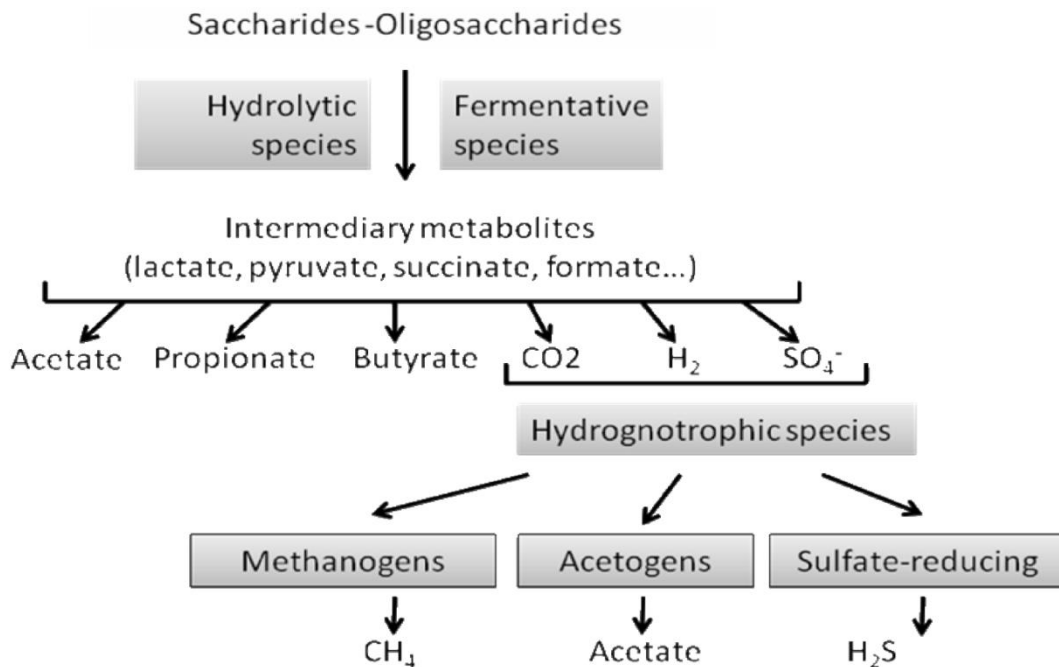 Saccharides-Oligosaccharides
Hydrolytic species
Fermentative species
Intermediary metabolites
(lactate, pyruvate, succinate, formate...)
Acetate Propionate Butyrate CO2 H₂ SO₄⁻
Hydrognotrophic species
Methanogens Acetogens Sulfate-reducing
CH₄ Acetate H₂S